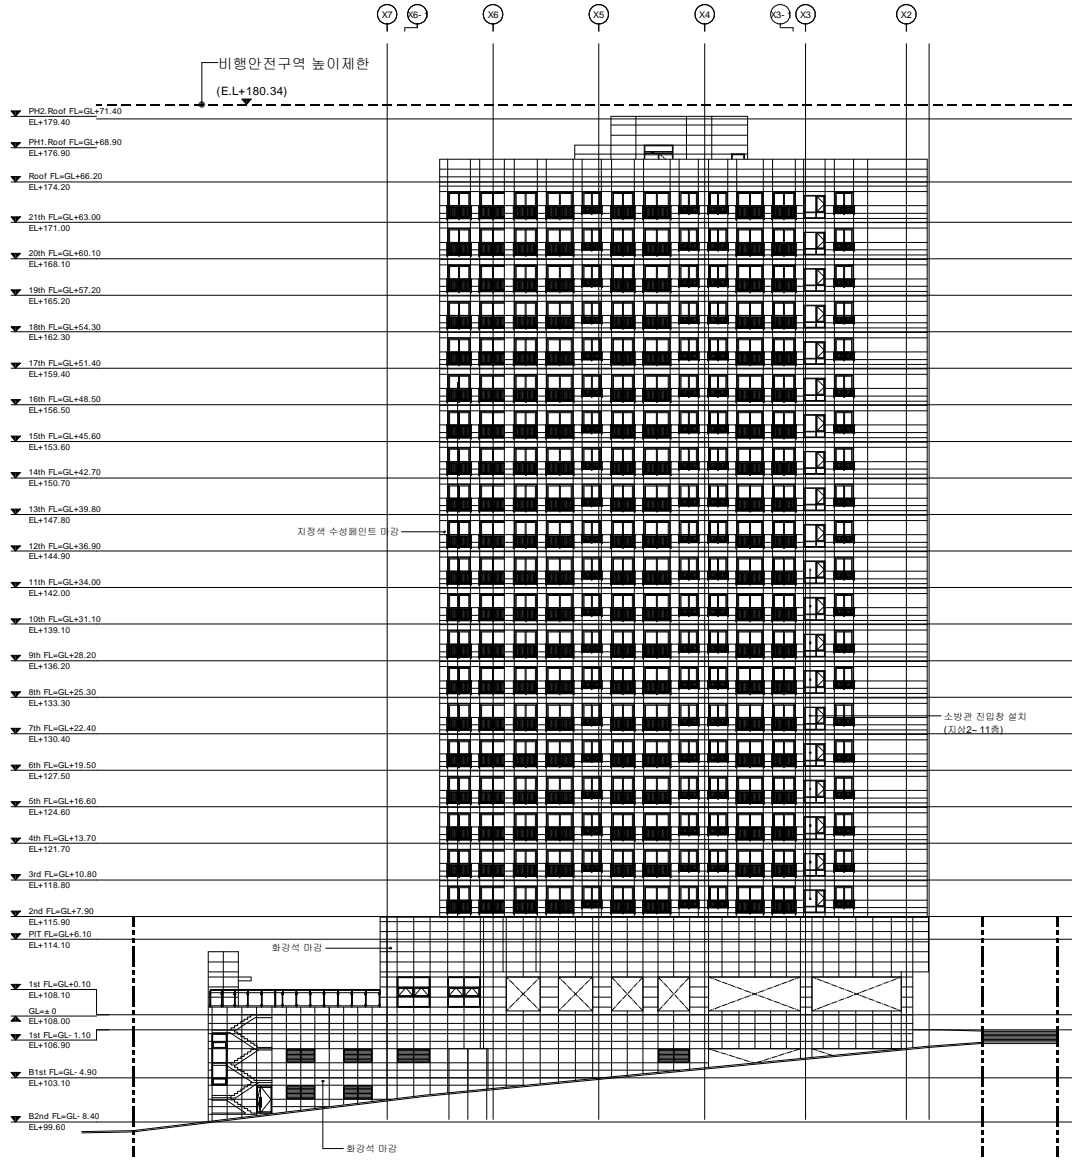 X7 X6-1 X6 X5 X4 X3-1 X3 X2
비행안전구역 높이제한
(E.L+180.34)
PH2.Roof FL=GL+71.40
EL+179.40
PH1.Roof FL=GL+68.90
EL+176.90
Roof FL=GL+66.20
EL+174.20
21th FL=GL+63.00
EL+171.00
20th FL=GL+60.10
EL+168.10
19th FL=GL+57.20
EL+165.20
18th FL=GL+54.30
EL+162.30
17th FL=GL+51.40
EL+159.40
16th FL=GL+48.50
EL+156.50
15th FL=GL+45.60
EL+153.60
14th FL=GL+42.70
EL+150.70
13th FL=GL+39.80
EL+147.80
지정색 수성페인트 마감
12th FL=GL+36.90
EL+144.90
11th FL=GL+34.00
EL+142.00
10th FL=GL+31.10
EL+139.10
9th FL=GL+28.20
EL+136.20
8th FL=GL+25.30
EL+133.30
소방관 진입창 설치
(지상2~11층)
7th FL=GL+22.40
EL+130.40
6th FL=GL+19.50
EL+127.50
5th FL=GL+16.60
EL+124.60
4th FL=GL+13.70
EL+121.70
3rd FL=GL+10.80
EL+118.80
2nd FL=GL+7.90
EL+115.90
PIT FL=GL+6.10
EL+114.10
화강석 마감
1st FL=GL+0.10
EL+108.10
GL=±0
EL+108.00
1st FL=GL-1.10
EL+106.90
B1st FL=GL-4.90
EL+103.10
B2nd FL=GL-8.40
EL+99.60
화강석 마감